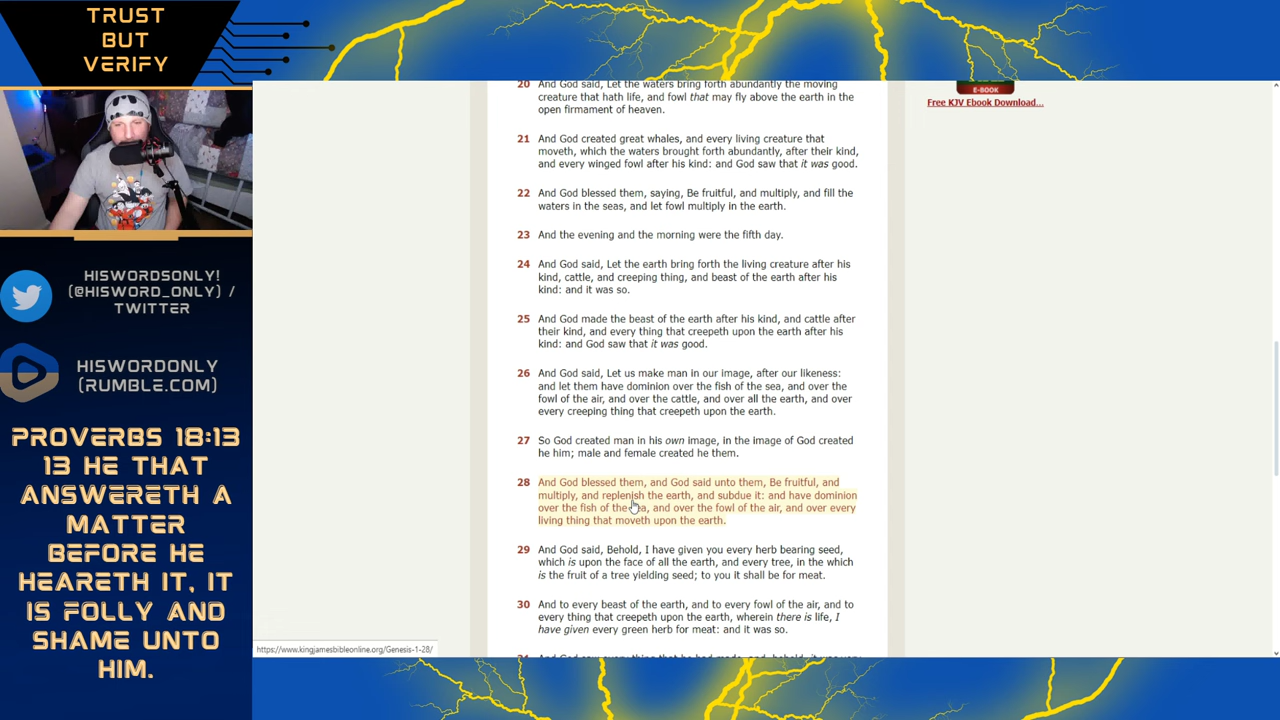 TRUST
BUT
VERIFY
HISWORDSONLY!
(@HISWORD_ONLY) /
TWITTER
HISWORDONLY
(RUMBLE.COM)
PROVERBS 18:13
13 HE THAT
ANSWERETH A
MATTER
BEFORE HE
HEARETH IT, IT
IS FOLLY AND
SHAME UNTO
HIM.
20 And God said, Let the waters bring forth abundantly the moving
creature that hath life, and fowl that may fly above the earth in the
open firmament of heaven.
21 And God created great whales, and every living creature that
moveth, which the waters brought forth abundantly, after their kind,
and every winged fowl after his kind: and God saw that it was good.
22 And God blessed them, saying, Be fruitful, and multiply, and fill the
waters in the seas, and let fowl multiply in the earth.
23 And the evening and the morning were the fifth day.
24 And God said, Let the earth bring forth the living creature after his
kind, cattle, and creeping thing, and beast of the earth after his
kind: and it was so.
25 And God made the beast of the earth after his kind, and cattle after
their kind, and every thing that creepeth upon the earth after his
kind: and God saw that it was good.
26 And God said, Let us make man in our image, after our likeness:
and let them have dominion over the fish of the sea, and over the
fowl of the air, and over the cattle, and over all the earth, and over
every creeping thing that creepeth upon the earth.
27 So God created man in his own image, in the image of God created
he him; male and female created he them.
28 And God blessed them, and God said unto them, Be fruitful, and
multiply, and replenish the earth, and subdue it: and have dominion
over the fish of the sea, and over the fowl of the air, and over every
living thing that moveth upon the earth.
29 And God said, Behold, I have given you every herb bearing seed,
which is upon the face of all the earth, and every tree, in the which
is the fruit of a tree yielding seed; to you it shall be for meat.
30 And to every beast of the earth, and to every fowl of the air, and to
every thing that creepeth upon the earth, wherein there is life, I
have given every green herb for meat: and it was so.
E-BOOK
Free KJV Ebook Download...
https://www.kingjamesbibleonline.org/Genesis-1-28/